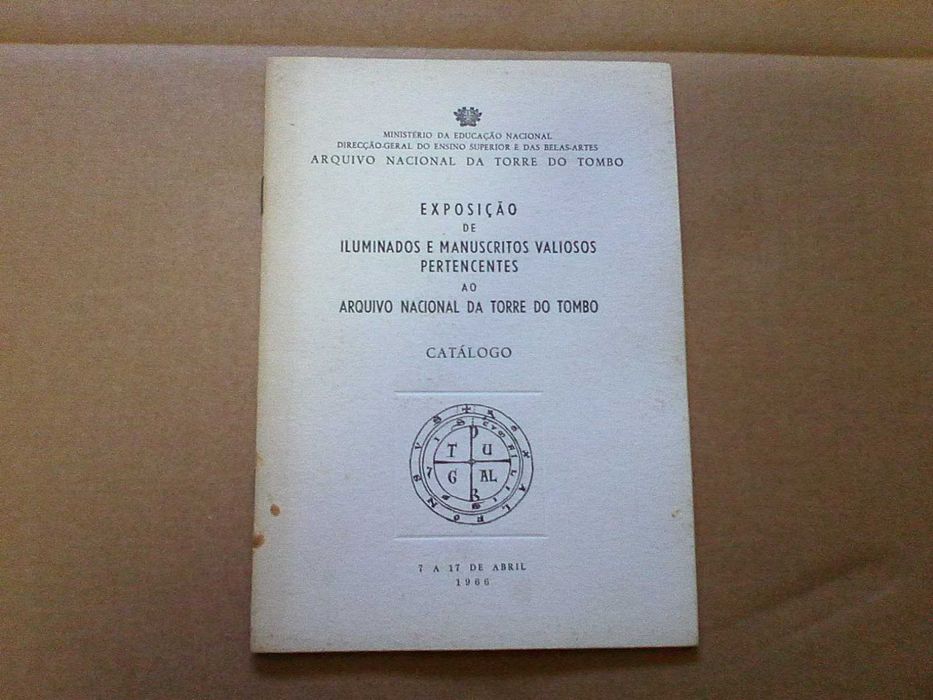 MINISTÉRIO DA EDUCAÇÃO NACIONAL
DIRECÇÃO-GERAL DO ENSINO SUPERIOR E DAS BELAS-ARTES
ARQUIVO NACIONAL DA TORRE DO TOMBO
EXPOSIÇÃO
DE
ILUMINADOS E MANUSCRITOS VALIOSOS
PERTENCENTES
AO
ARQUIVO NACIONAL DA TORRE DO TOMBO
CATÁLOGO
P
T U
G AL
R
7 A 17 DE ABRIL
1966